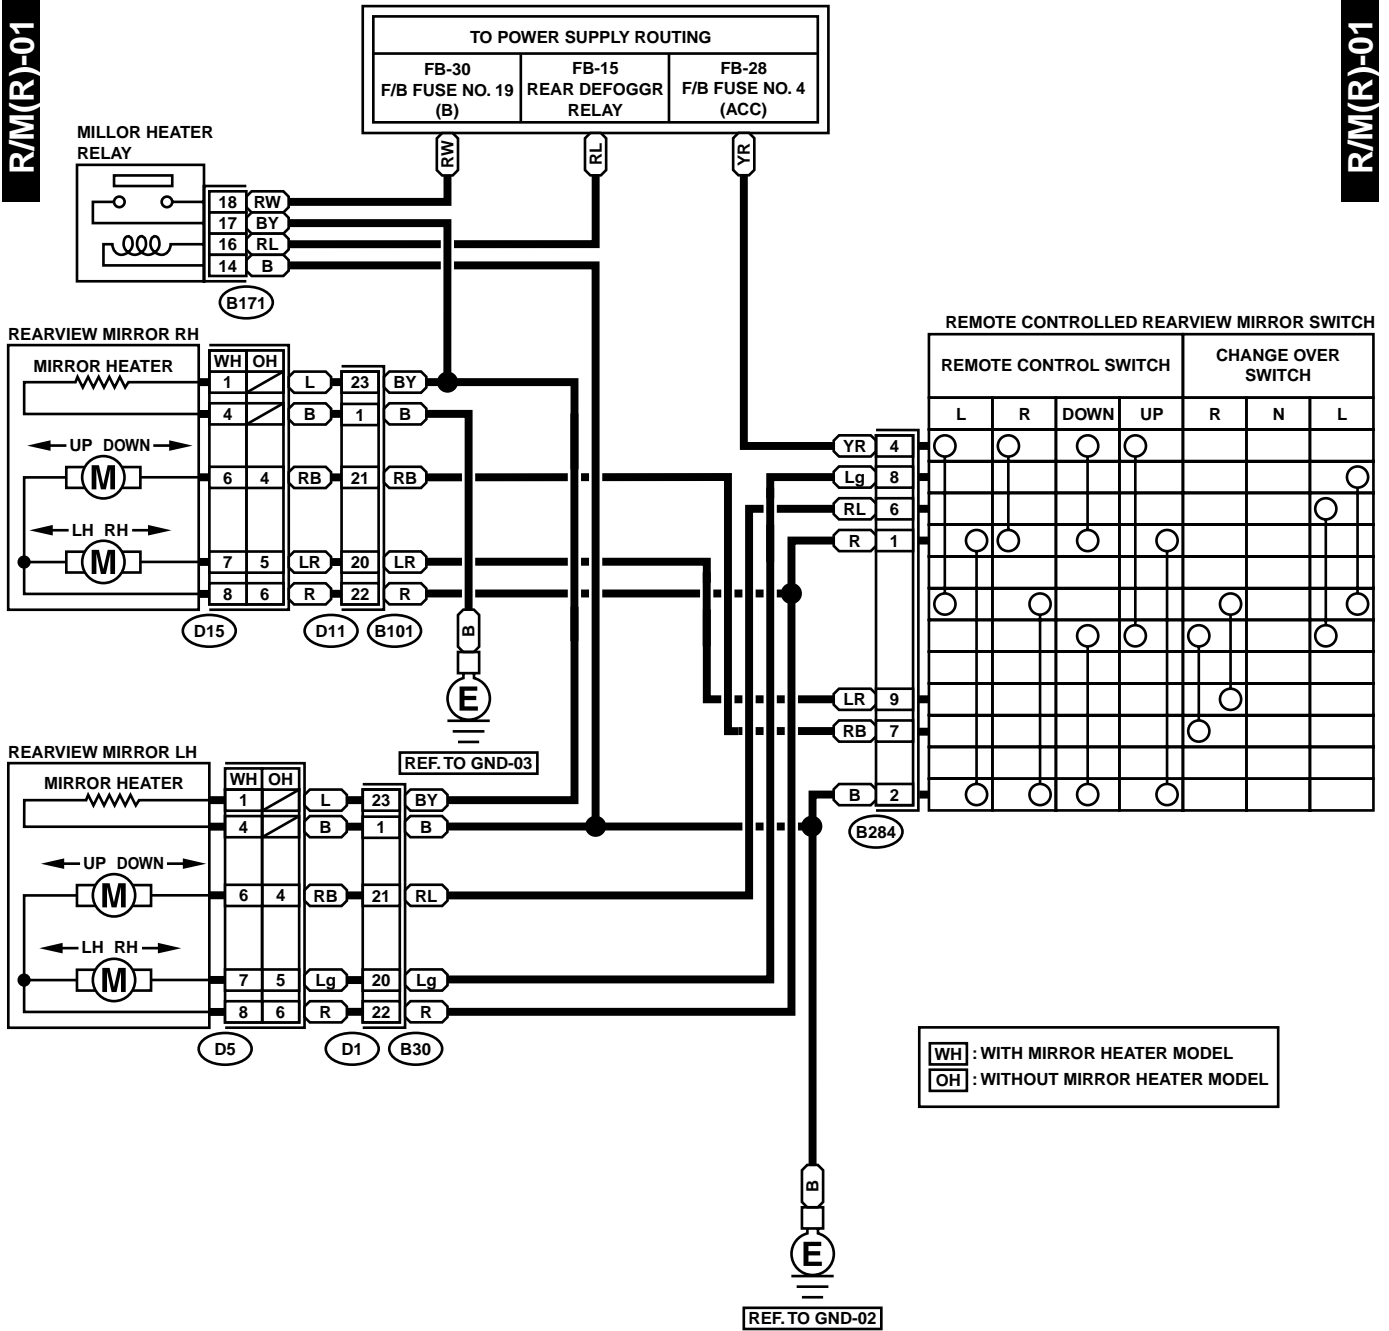 R/M(R)-01
R/M(R)-01
TO POWER SUPPLY ROUTING
FB-30
F/B FUSE NO. 19
(B)
FB-15
REAR DEFOGGR
RELAY
FB-28
F/B FUSE NO. 4
(ACC)
RW
RL
YR
MILLOR HEATER
RELAY
18 RW
17 BY
16 RL
14 B
B171
REARVIEW MIRROR RH
MIRROR HEATER
WH OH
1 L 23 BY
4 B 1 B
UP DOWN
M
6 4 RB 21 RB
LH RH
M
7 5 LR 20 LR
8 6 R 22 R
D15
D11
B101
B
E
REF. TO GND-03
REMOTE CONTROLLED REARVIEW MIRROR SWITCH
REMOTE CONTROL SWITCH
CHANGE OVER
SWITCH
L R DOWN UP R N L
YR 4
Lg 8
RL 6
R 1
LR 9
RB 7
B 2
B284
REARVIEW MIRROR LH
MIRROR HEATER
WH OH
1 L 23 BY
4 B 1 B
UP DOWN
M
6 4 RB 21 RL
LH RH
M
7 5 Lg 20 Lg
8 6 R 22 R
D5
D1
B30
WH : WITH MIRROR HEATER MODEL
OH : WITHOUT MIRROR HEATER MODEL
B
E
REF. TO GND-02